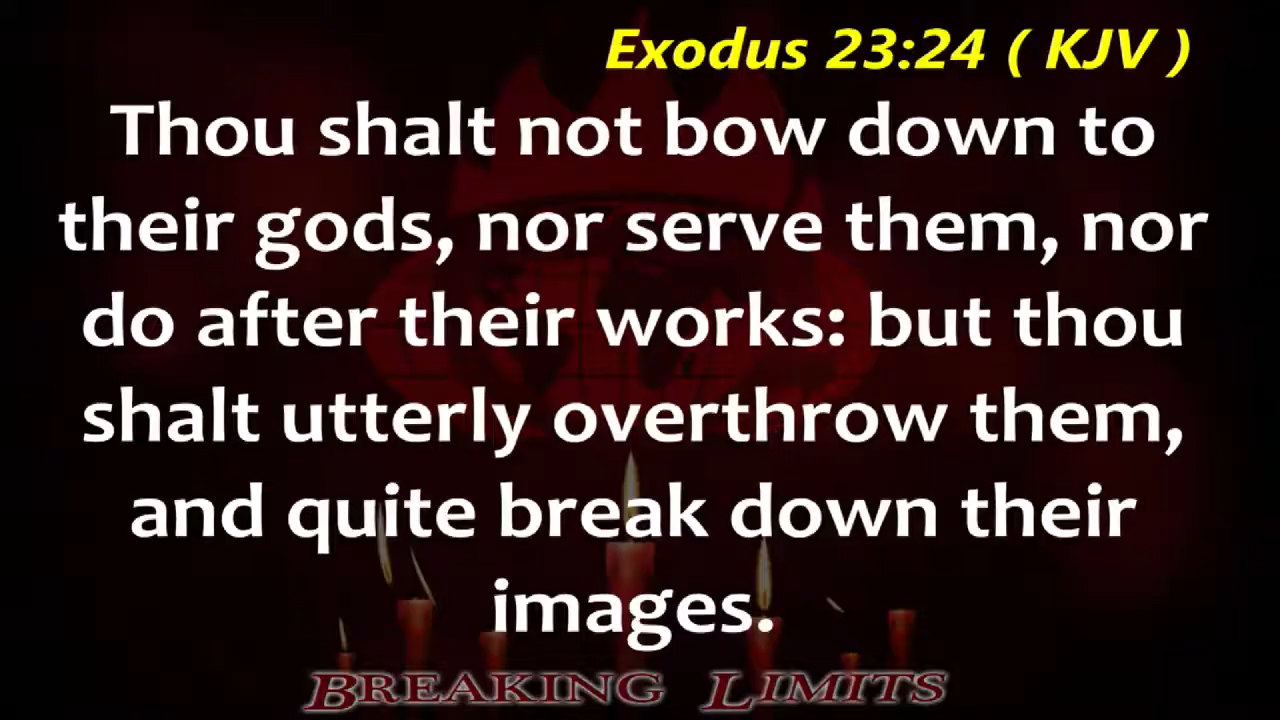 Exodus 23:24 ( KJV )
Thou shalt not bow down to
their gods, nor serve them, nor
do after their works: but thou
shalt utterly overthrow them,
and quite break down their
images.
BREAKING LIMITS